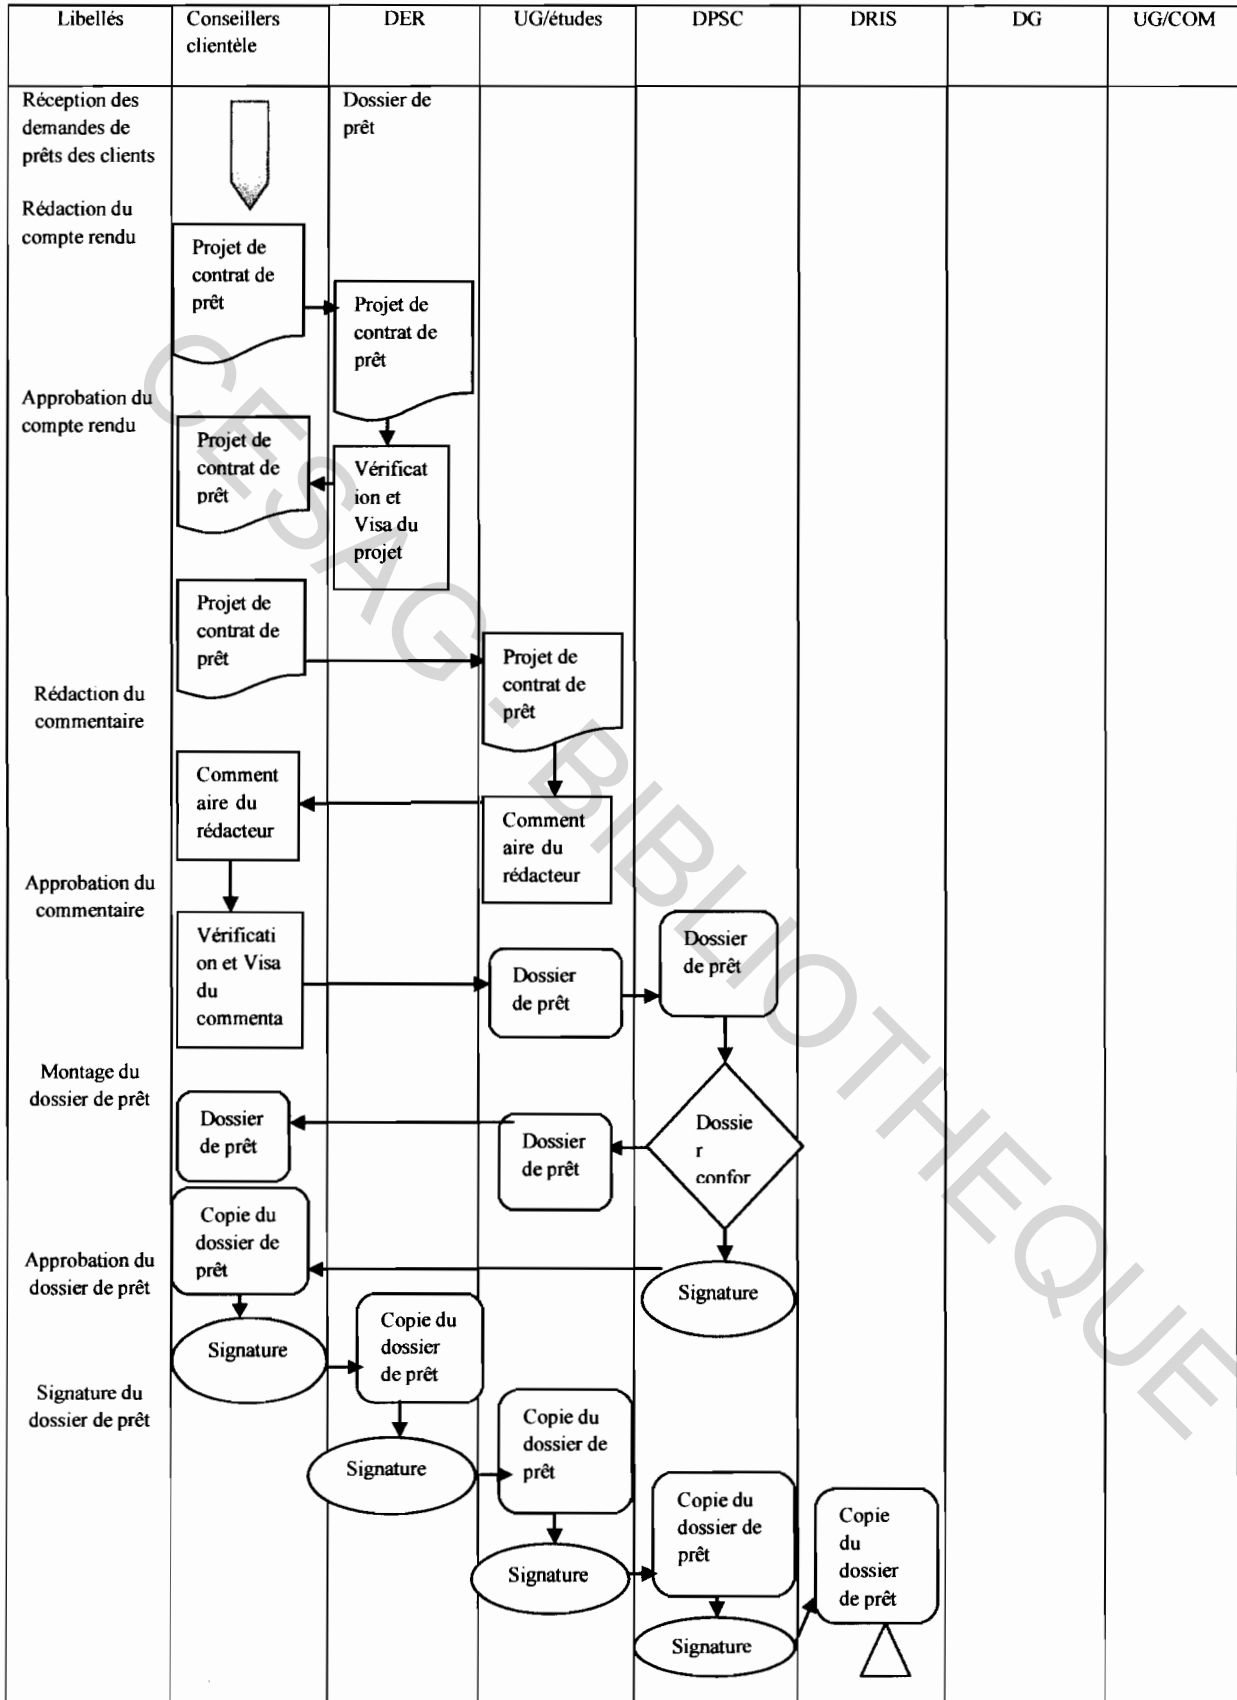 Libellés
Conseillers
clientèle
DER
UG/études
DPSC
DRIS
DG
UG/COM
Réception des
demandes de
prêts des clients
Dossier de
prêt
Rédaction du
compte rendu
Projet de
contrat de
prêt
Projet de
contrat de
prêt
Approbation du
compte rendu
Projet de
contrat de
prêt
Vérificat
ion et
Visa du
projet
Projet de
contrat de
prêt
Projet de
contrat de
prêt
Rédaction du
commentaire
Comment
aire du
rédacteur
Comment
aire du
rédacteur
Approbation du
commentaire
Vérificati
on et Visa
du
commenta
Dossier
de prêt
Dossier
de prêt
Montage du
dossier de prêt
Dossier
de prêt
Dossier
de prêt
Dossie
r
confor
Copie du
dossier de
prêt
Approbation du
dossier de prêt
Signature
Signature
Copie du
dossier
de prêt
Signature du
dossier de prêt
Signature
Copie du
dossier de
prêt
Signature
Copie du
dossier de
prêt
Signature
Copie
du
dossier
de prêt
CESAG - BIBLIOTHEQUE